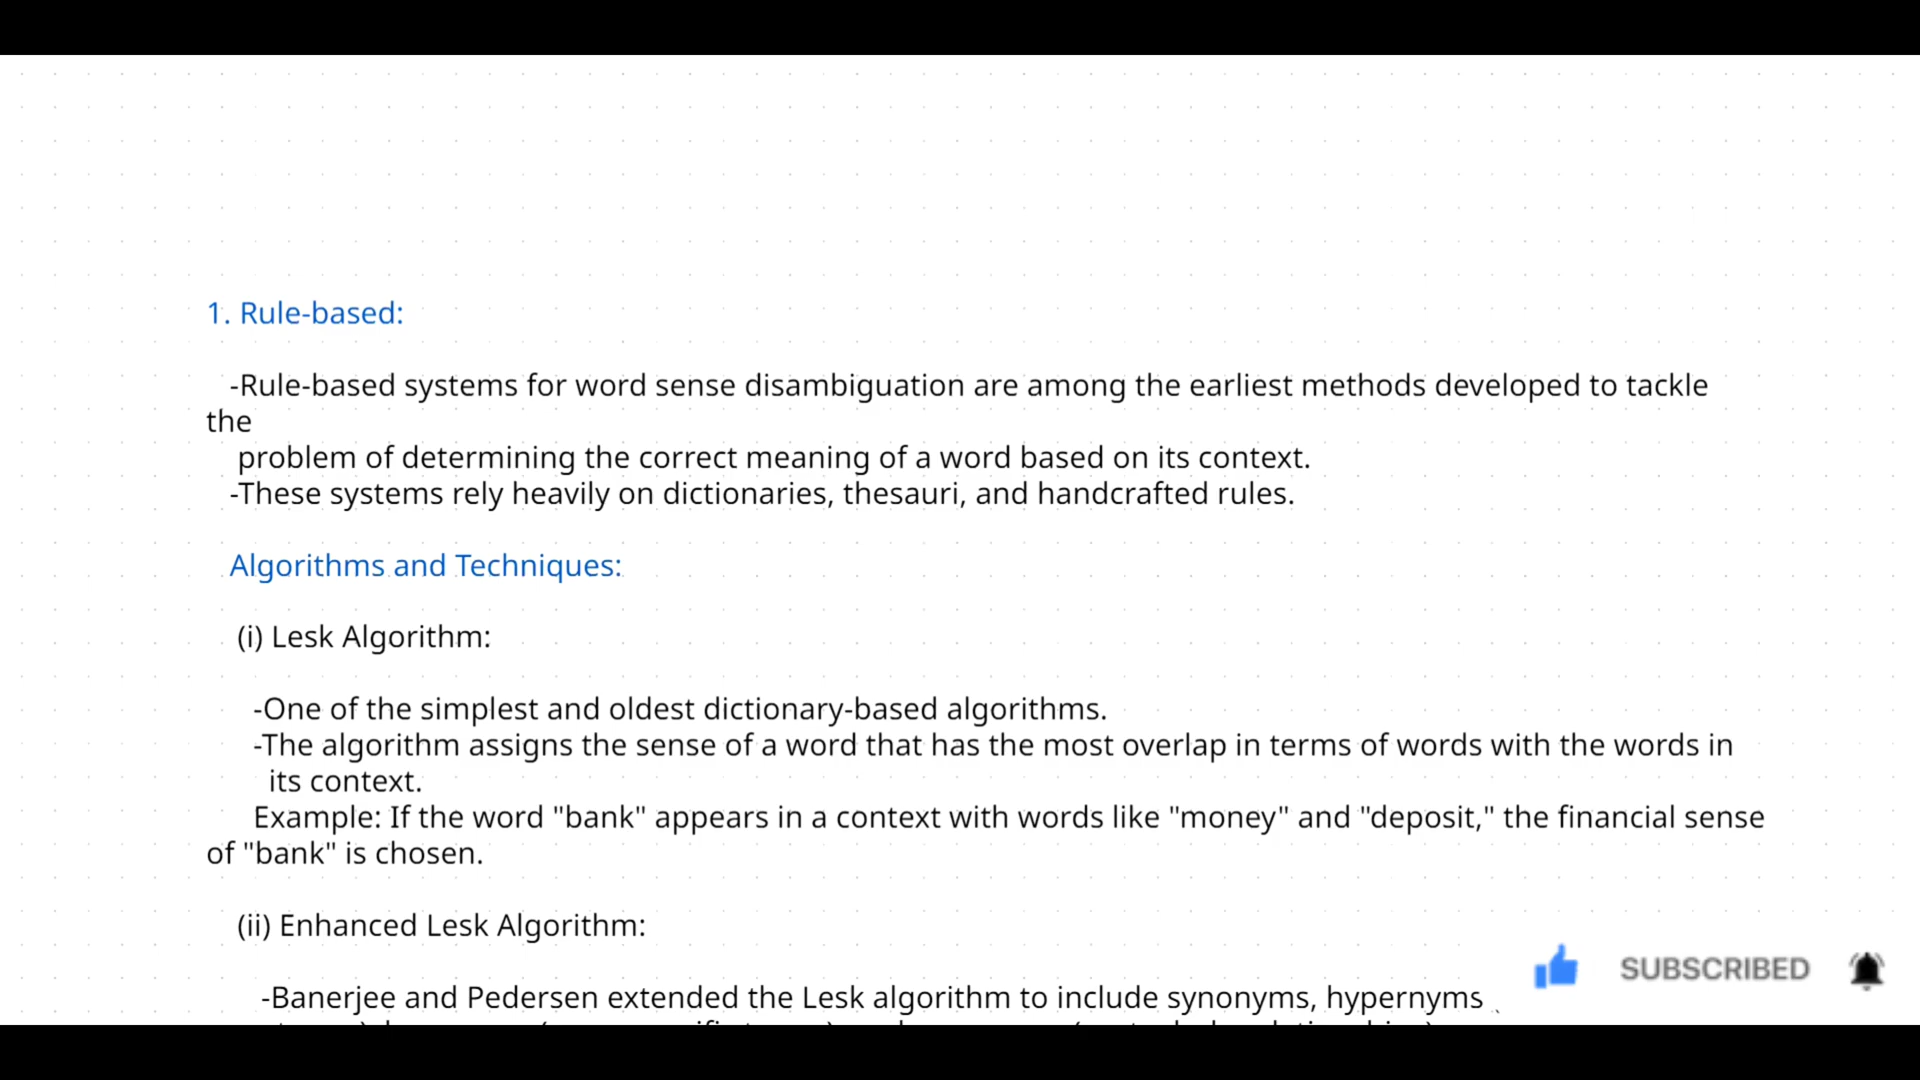 1. Rule-based:
-Rule-based systems for word sense disambiguation are among the earliest methods developed to tackle
the
problem of determining the correct meaning of a word based on its context.
-These systems rely heavily on dictionaries, thesauri, and handcrafted rules.
Algorithms and Techniques:
(i) Lesk Algorithm:
-One of the simplest and oldest dictionary-based algorithms.
-The algorithm assigns the sense of a word that has the most overlap in terms of words with the words in
its context.
Example: If the word "bank" appears in a context with words like "money" and "deposit," the financial sense
of "bank" is chosen.
(ii) Enhanced Lesk Algorithm:
-Banerjee and Pedersen extended the Lesk algorithm to include synonyms, hypernyms
SUBSCRIBED